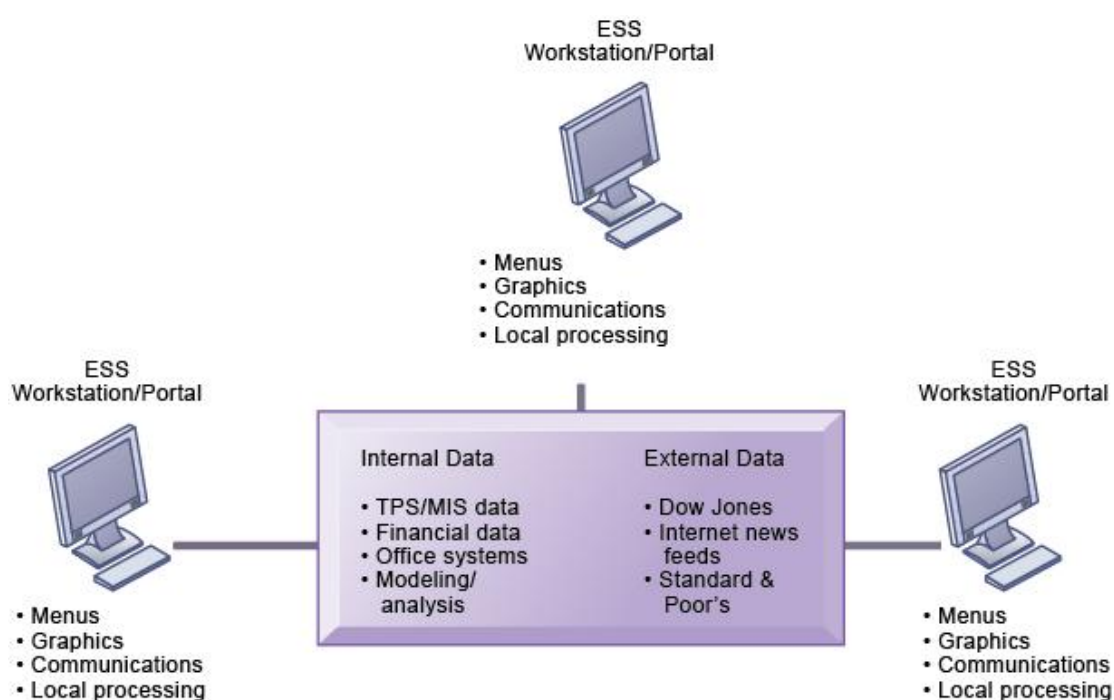 ESS
Workstation/Portal
• Menus
• Graphics
• Communications
• Local processing
ESS
Workstation/Portal
• Menus
• Graphics
• Communications
• Local processing
Internal Data
• TPS/MIS data
• Financial data
• Office systems
• Modeling/
analysis
External Data
• Dow Jones
• Internet news
feeds
• Standard &
Poor's
ESS
Workstation/Portal
• Menus
• Graphics
• Communications
• Local processing